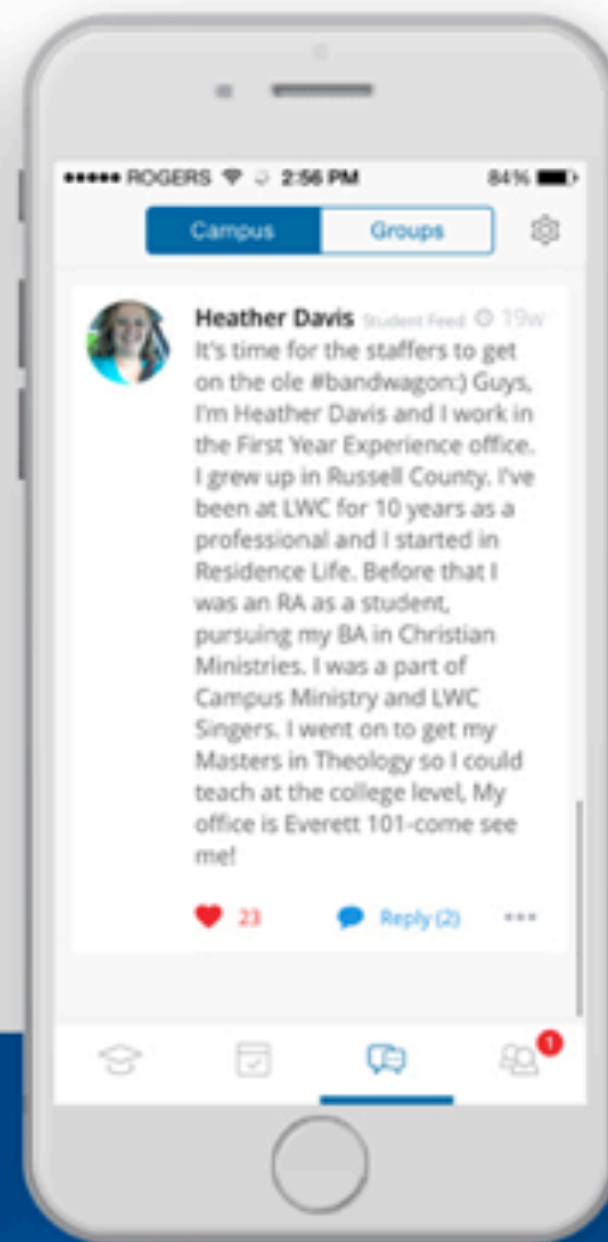 ROGERS 2:56 PM 84%
Campus Groups
Heather Davis Student Feed 19w
It's time for the staffers to get
on the ole #bandwagon:) Guys,
I'm Heather Davis and I work in
the First Year Experience office.
I grew up in Russell County. I've
been at LWC for 10 years as a
professional and I started in
Residence Life. Before that I
was an RA as a student,
pursuing my BA in Christian
Ministries. I was a part of
Campus Ministry and LWC
Singers. I went on to get my
Masters in Theology so I could
teach at the college level, My
office is Everett 101-come see
me!
23 Reply (2)
1